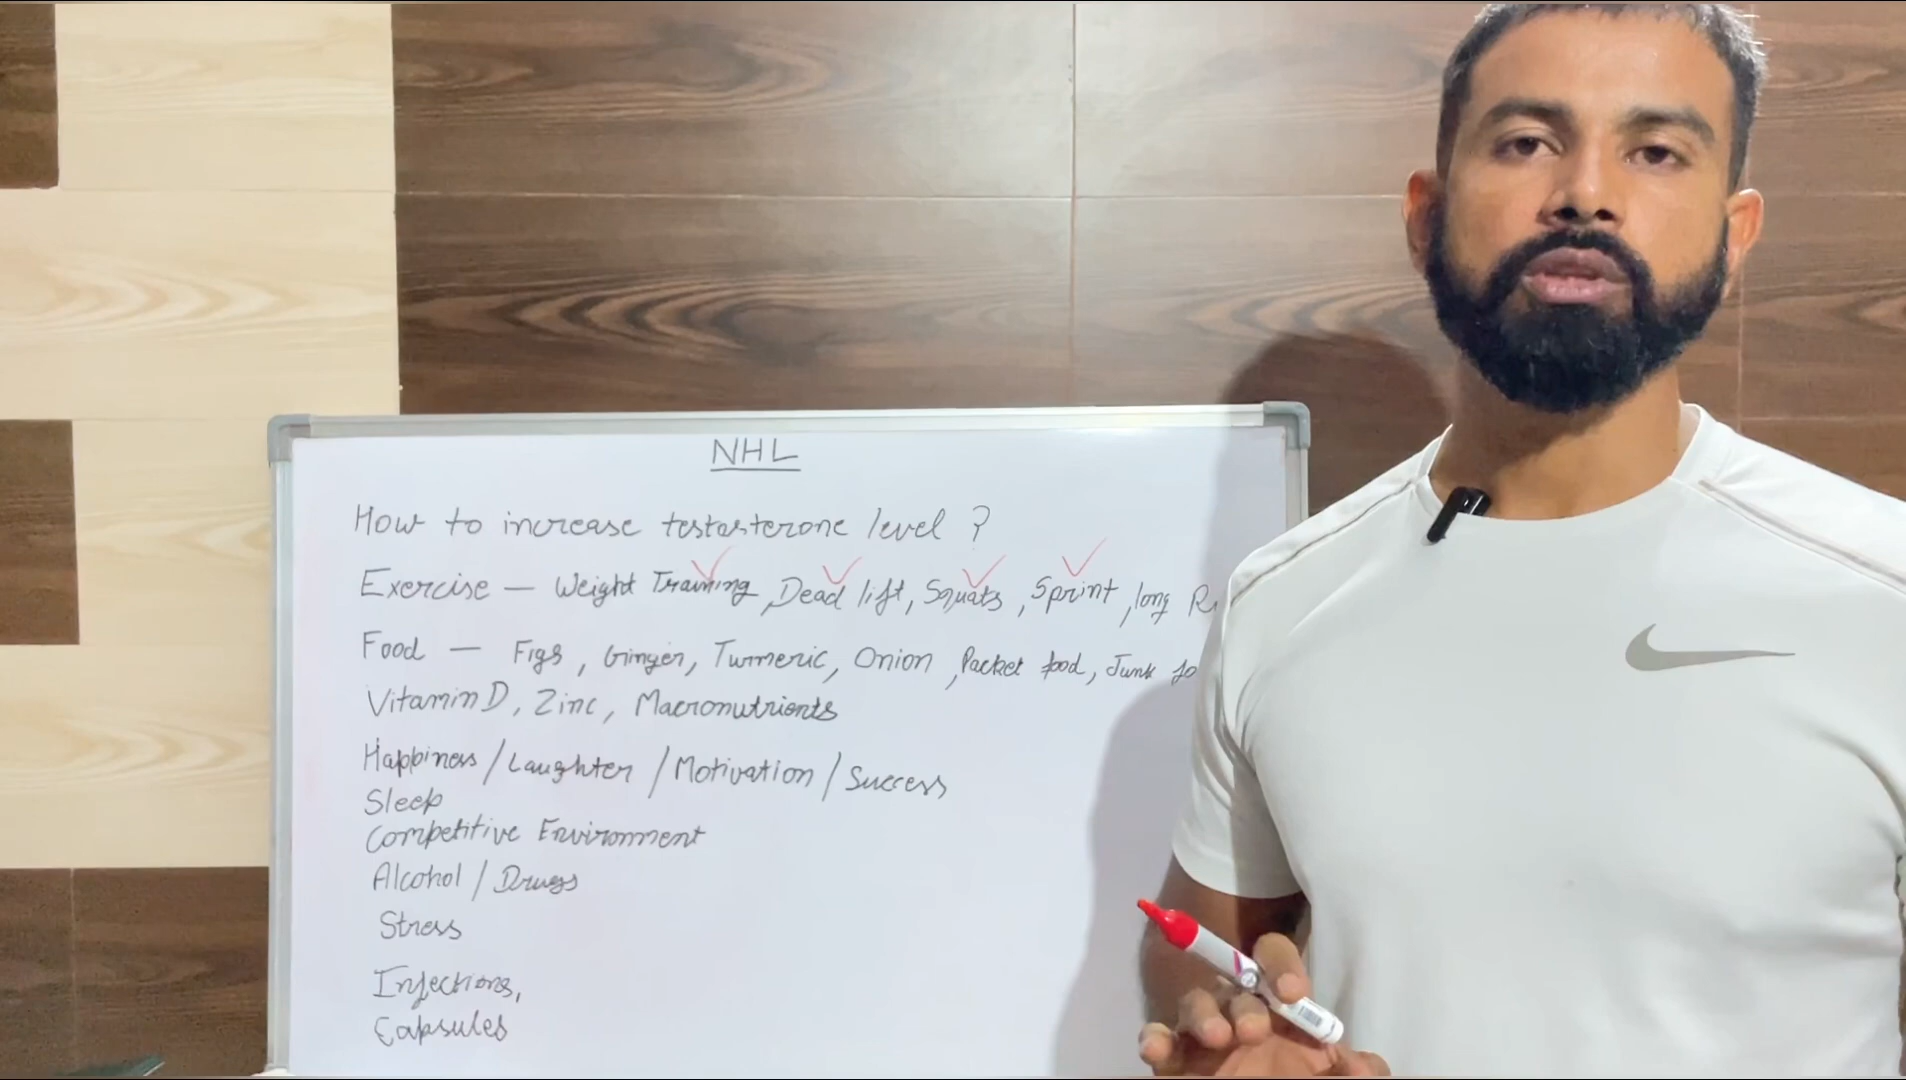 NHL
How to increase testasterone level ?
Exercise — Weight Training, Dead lift, Squats, Sprint, long
Food — Figs, Ginger, Turmeric, Onion, Packet food, Junk
Vitamin D, Zinc, Macronutrients
Happiness / Laughter / Motivation / Success
Sleep
Competitive Environment
Alcohol / Drugs
Stress
Injections,
Capsules